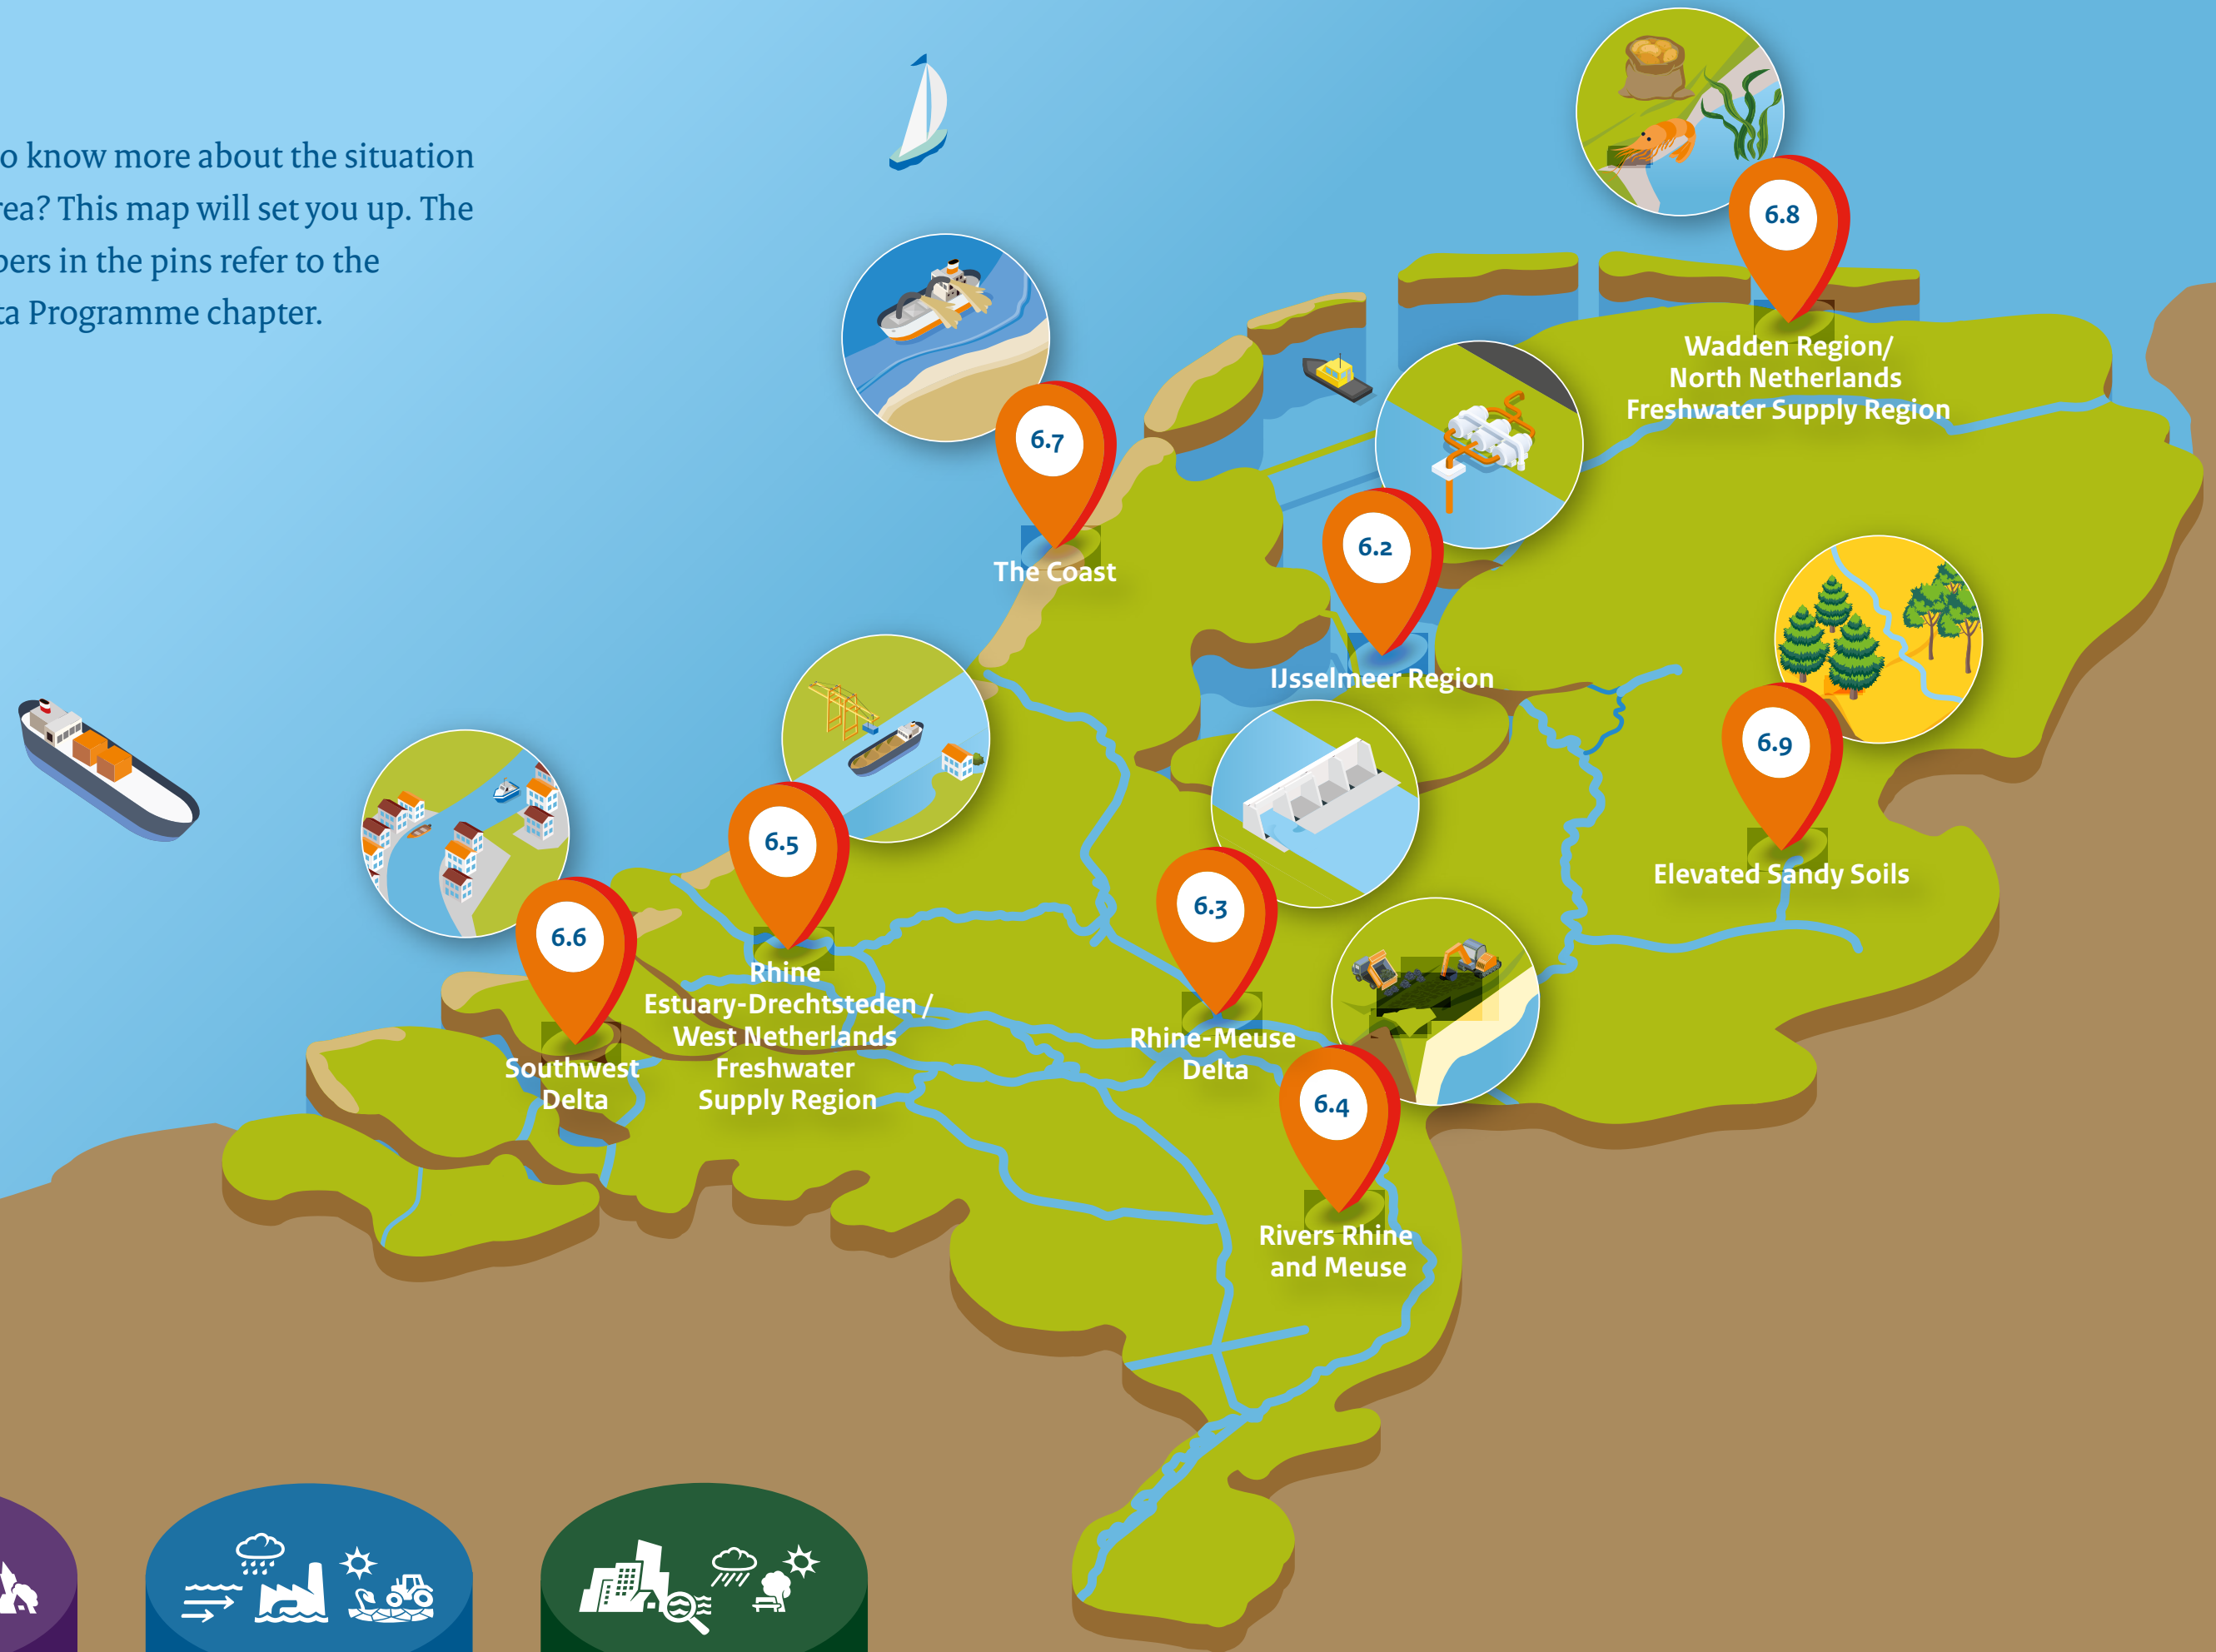 o know more about the situation
rea? This map will set you up. The
bers in the pins refer to the
ta Programme chapter.
6.8
Wadden Region/
North Netherlands
Freshwater Supply Region
6.7
The Coast
6.2
IJsselmeer Region
6.9
Elevated Sandy Soils
6.5
Rhine
Estuary-Drechtsteden /
West Netherlands
Freshwater
Supply Region
6.6
Southwest
Delta
6.3
Rhine-Meuse
Delta
6.4
Rivers Rhine
and Meuse